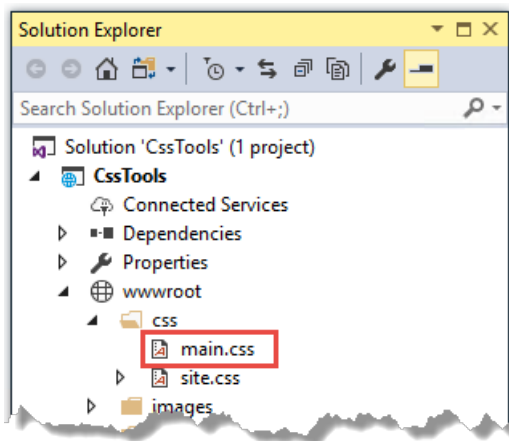 Solution Explorer
Search Solution Explorer (Ctrl+;)
Solution 'CssTools' (1 project)
CssTools
Connected Services
Dependencies
Properties
wwwroot
css
main.css
site.css
images